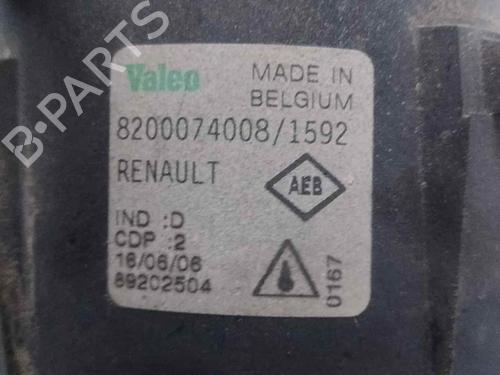 Valeo
MADE IN
BELGIUM
8200074008/1592
RENAULT
AEB
IND :D
CDP :2
16/06/06
89202504
0167
B-PARTS